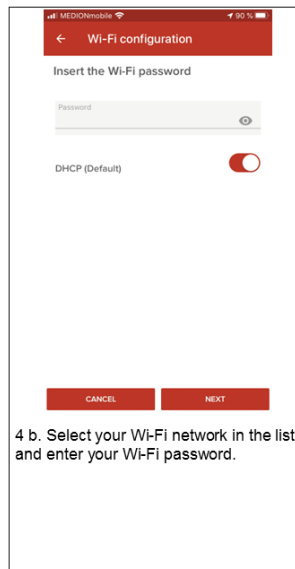 MEDIONmobile 90 %
← Wi-Fi configuration
Insert the Wi-Fi password
Password
DHCP (Default)
CANCEL NEXT
4 b. Select your Wi-Fi network in the list
and enter your Wi-Fi password.